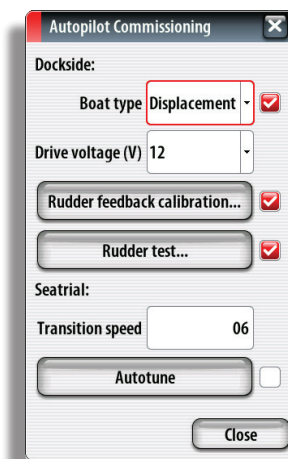 Autopilot Commissioning
Dockside:
Boat type Displacement
Drive voltage (V) 12
Rudder feedback calibration...
Rudder test...
Seatrial:
Transition speed 06
Autotune
Close